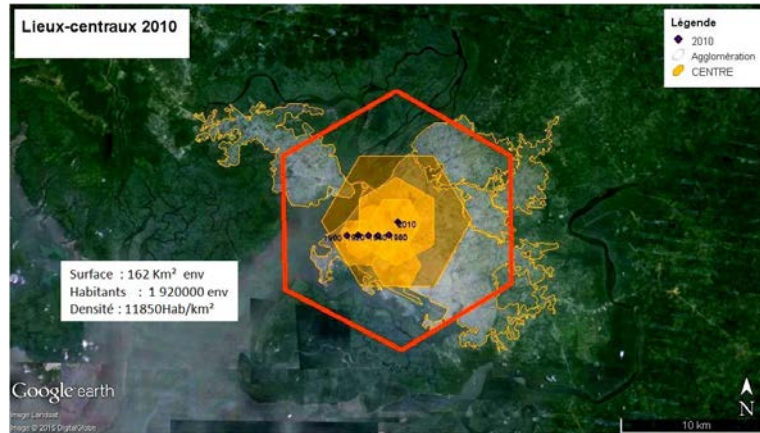 Lieux-centraux 2010
Légende
2010
Agglomération
CENTRE
2010
1980
Surface : 162 Km² env
Habitants : 1 920000 env
Densité : 11850Hab/km²
Google earth
Image Landsat
Image © 2015 DigitalGlobe
N
10 km